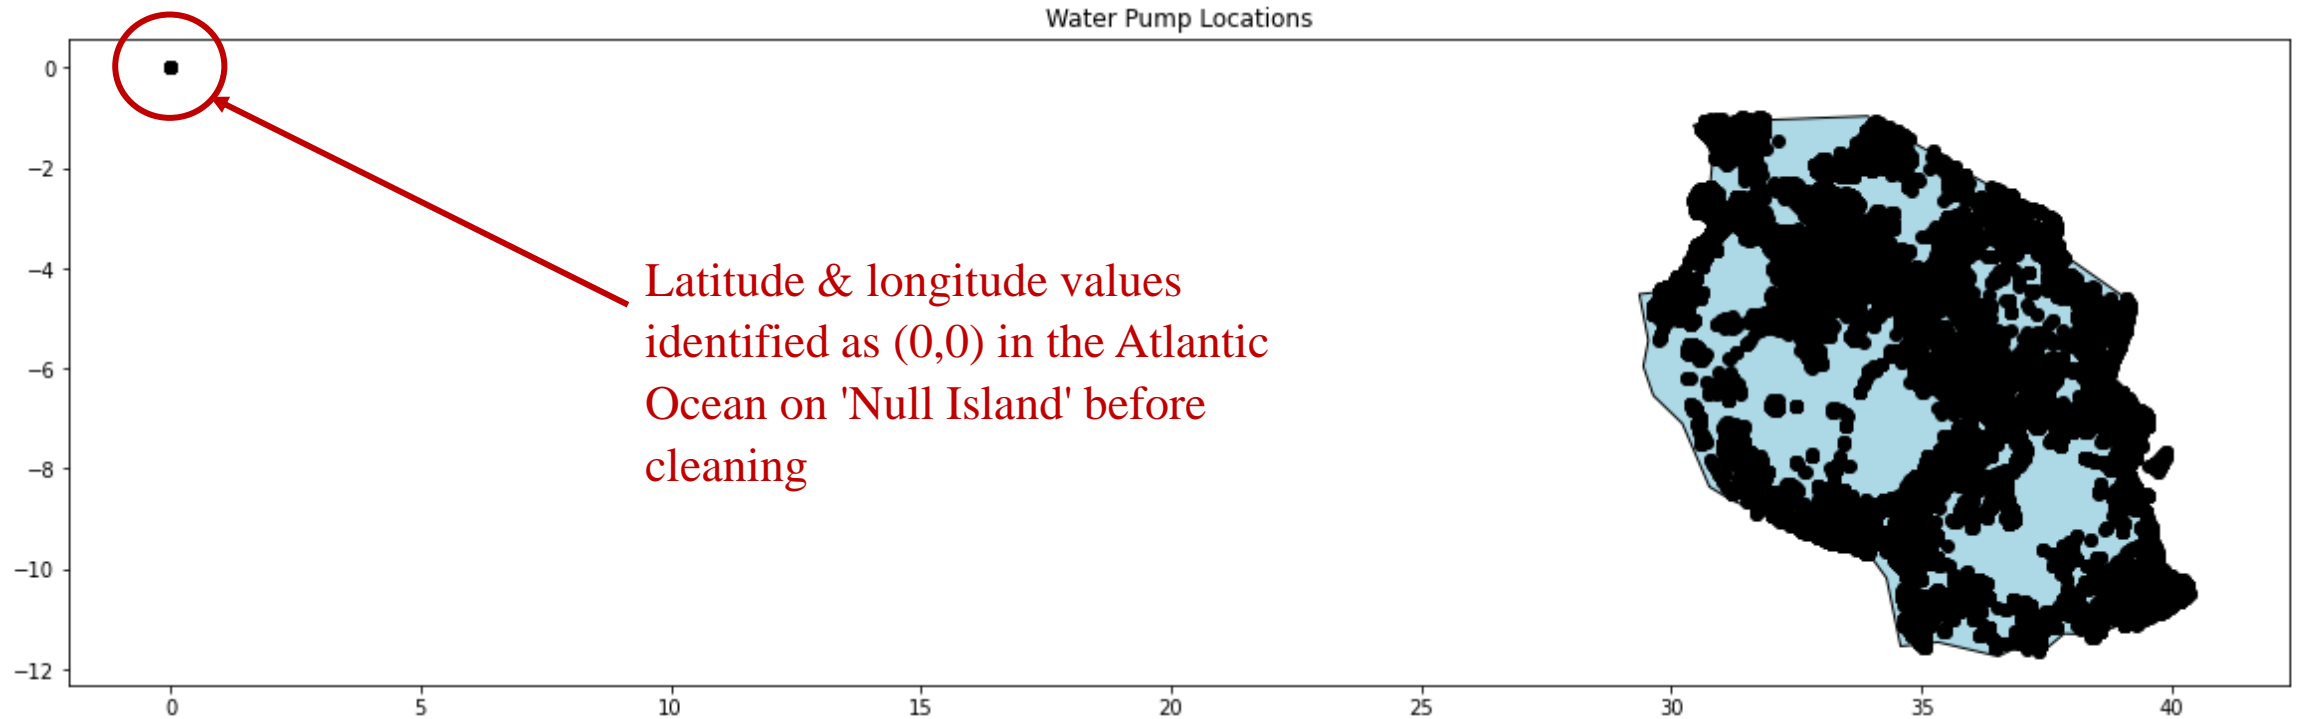 Water Pump Locations
0
−2
−4
−6
−8
−10
−12
Latitude & longitude values
identified as (0,0) in the Atlantic
Ocean on 'Null Island' before
cleaning
0 5 10 15 20 25 30 35 40